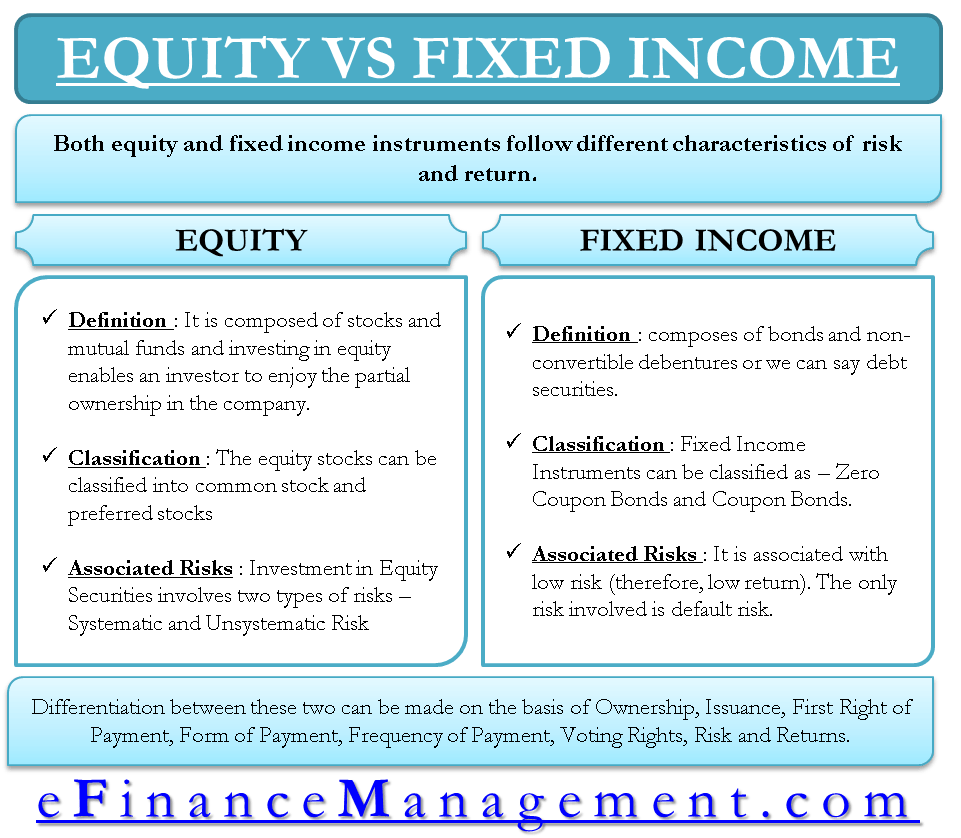 EQUITY VS FIXED INCOME
Both equity and fixed income instruments follow different characteristics of risk
and return.
EQUITY
✓ Definition : It is composed of stocks and
mutual funds and investing in equity
enables an investor to enjoy the partial
ownership in the company.
✓ Classification : The equity stocks can be
classified into common stock and
preferred stocks
✓ Associated Risks : Investment in Equity
Securities involves two types of risks –
Systematic and Unsystematic Risk
FIXED INCOME
✓ Definition : composes of bonds and non-
convertible debentures or we can say debt
securities.
✓ Classification : Fixed Income
Instruments can be classified as – Zero
Coupon Bonds and Coupon Bonds.
✓ Associated Risks : It is associated with
low risk (therefore, low return). The only
risk involved is default risk.
Differentiation between these two can be made on the basis of Ownership, Issuance, First Right of
Payment, Form of Payment, Frequency of Payment, Voting Rights, Risk and Returns.
eFinanceManagement.com